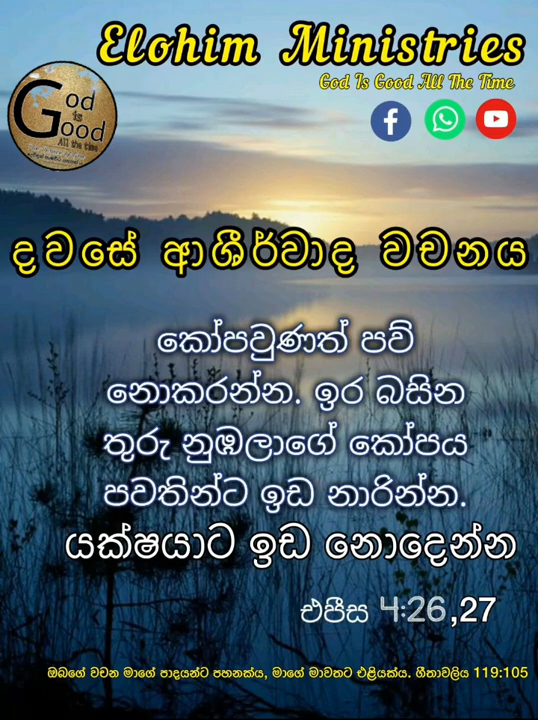 Elohim Ministries
God Is Good All The Time
God
is
Good
All the time
දවසේ ආශීර්වාද වචනය
කෝපවුණත් පව්
නොකරන්න. ඉර බසින
තුරු නුඹලාගේ කෝපය
පවතින්ට ඉඩ නාරින්න.
යක්ෂයාට ඉඩ නොදෙන්න
එපීස 4:26,27
ඔබගේ වචන මාගේ පාදයන්ට පහනක්ය, මාගේ මාවතට එළියක්ය. ගීතාවලිය 119:105